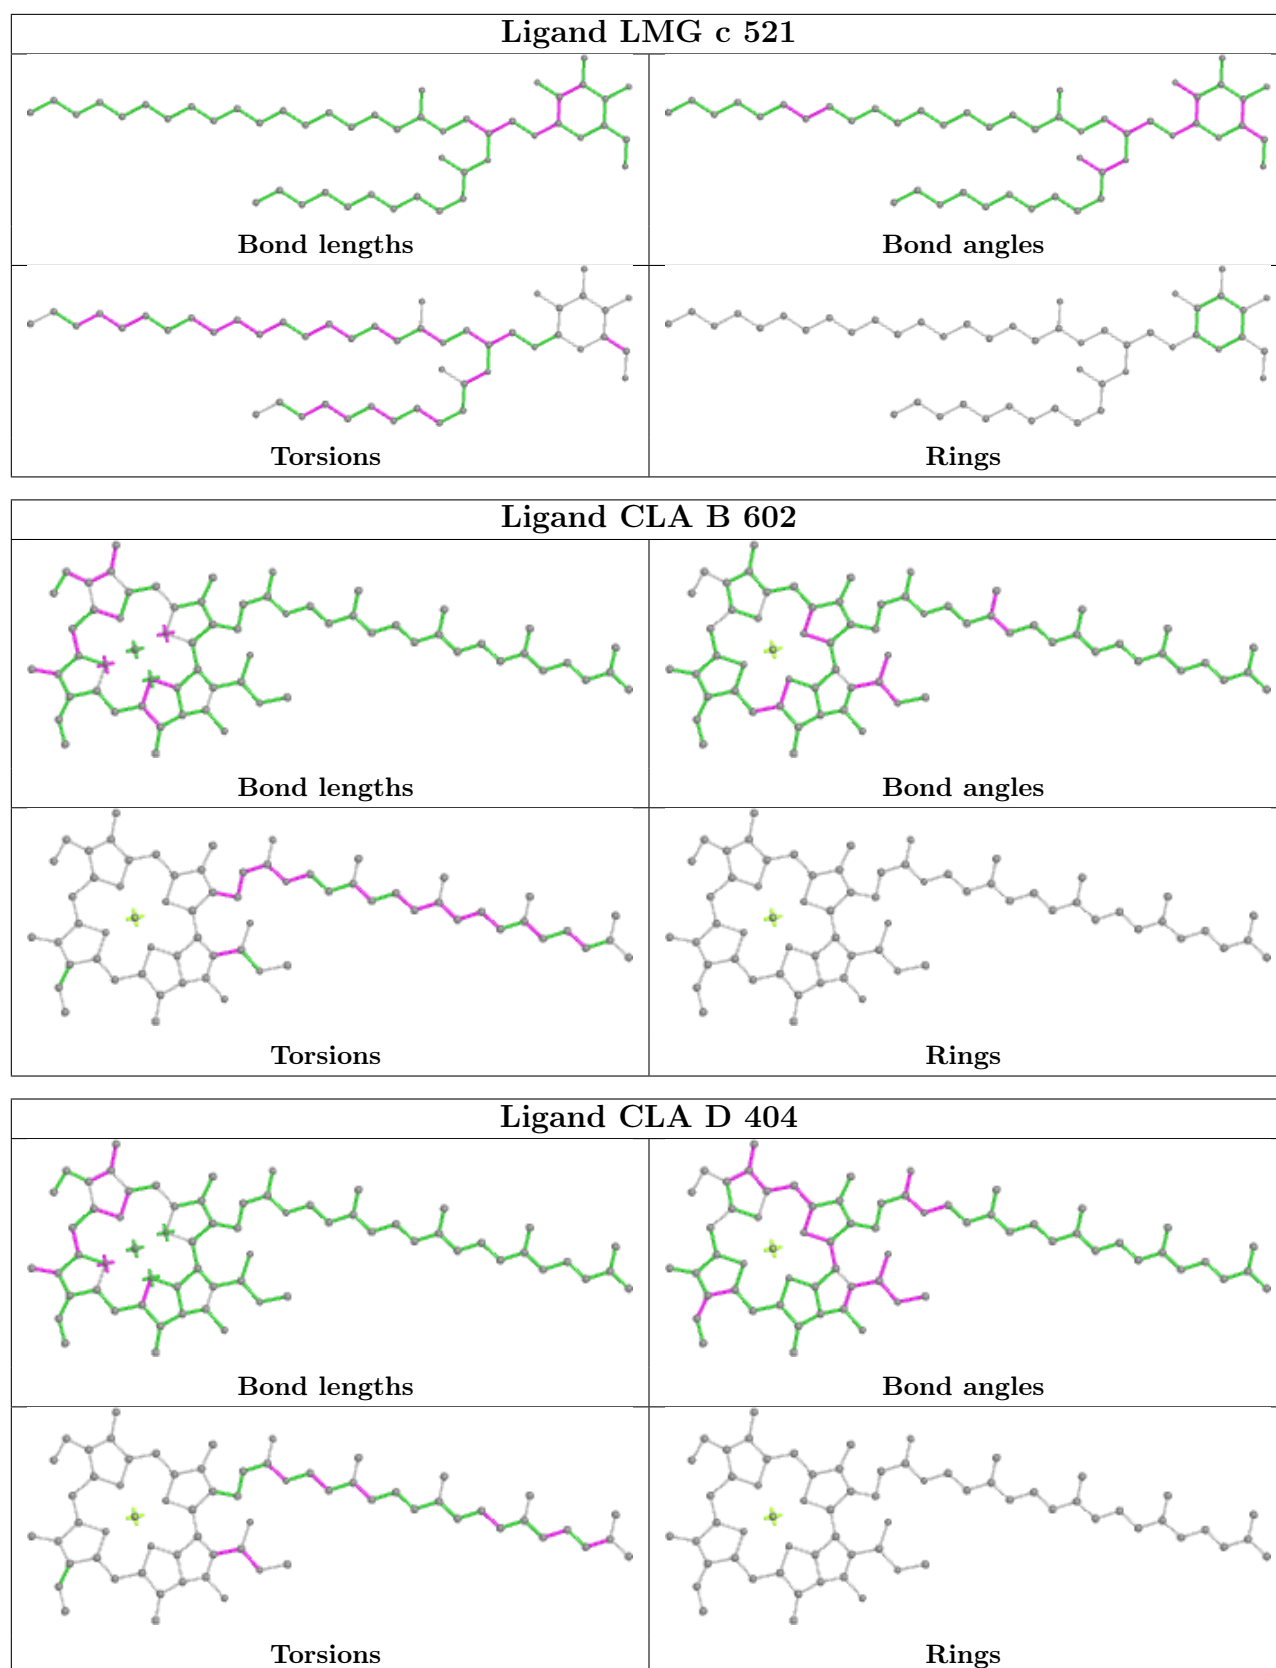 Ligand LMG c 521
Bond lengths
Bond angles
Torsions
Rings
Ligand CLA B 602
Bond lengths
Bond angles
Torsions
Rings
Ligand CLA D 404
Bond lengths
Bond angles
Torsions
Rings